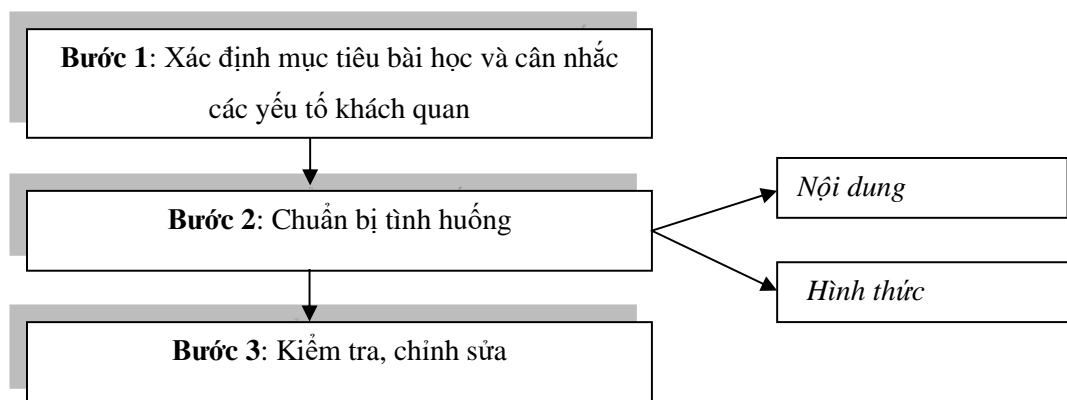 Bước 1: Xác định mục tiêu bài học và cân nhắc
các yếu tố khách quan
Nội dung
Bước 2: Chuẩn bị tình huống
Hình thức
Bước 3: Kiểm tra, chỉnh sửa